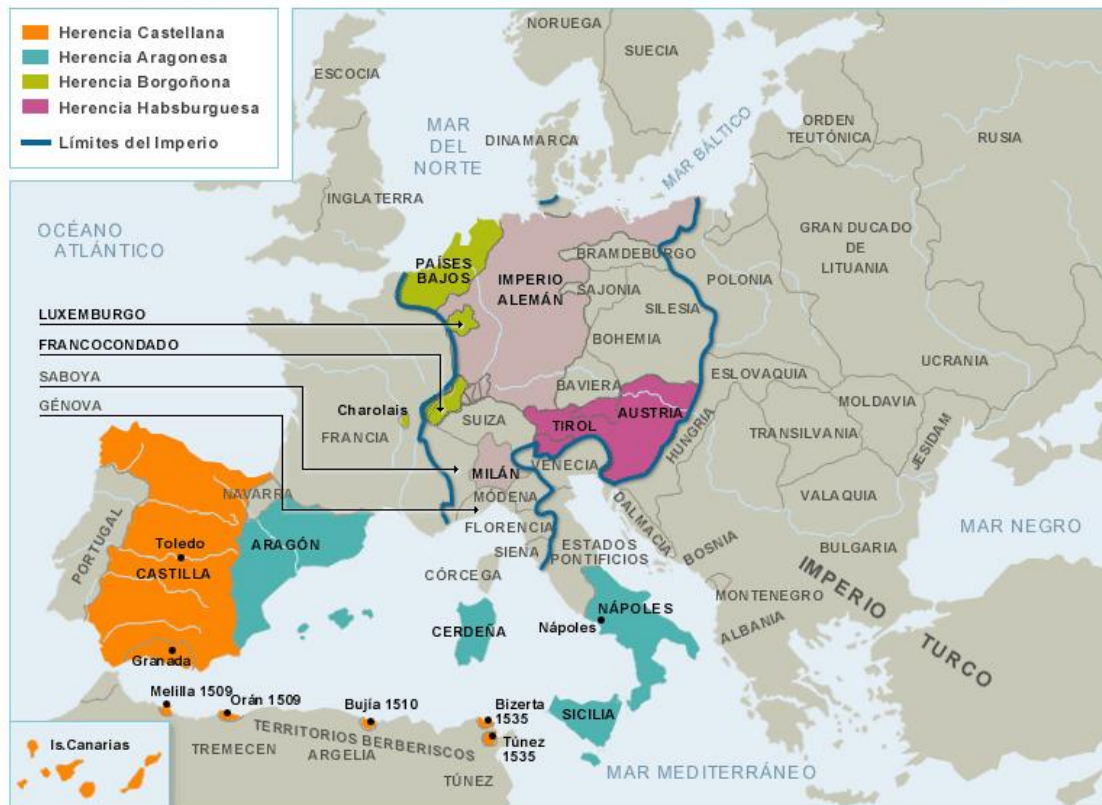 Herencia Castellana
Herencia Aragonesa
Herencia Borgoñona
Herencia Habsburguesa
Límites del Imperio
NORUEGA
SUECIA
ESCOCIA
MAR
DEL
NORTE
DINAMARCA
MAR BÁLTICO
ORDEN
TEUTÓNICA
RUSIA
INGLATERRA
OCÉANO
ATLÁNTICO
PAÍSES
BAJOS
IMPERIO
ALEMÁN
BRAMDEBURGO
SAJONIA
SILESIA
POLONIA
GRAN DUCADO
DE
LITUANIA
LUXEMBURGO
FRANCOCONDADO
SABOYA
GÉNOVA
BOHEMIA
BAVIERA
ESLOVAQUIA
UCRANIA
Charolais
FRANCIA
SUIZA
TIROL
AUSTRIA
HUNGRIA
MOLDAVIA
TRANSILVANIA
JESIDAM
MILÁN
VENECIA
MÓDENA
FLORENCIA
SIENA
ESTADOS
PONTIFICIOS
DALMACIA
BOSNIA
VALAQUIA
BULGARIA
MAR NEGRO
NAVARRA
PORTUGAL
Toledo
CASTILLA
ARAGÓN
CÓRCEGA
CERDEÑA
NÁPOLES
Nápoles
MONTENEGRO
ALBANIA
IMPERIO
TURCO
Granada
Melilla 1509
Orán 1509
Bujía 1510
Bizerta
1535
Túnez
1535
SICILIA
TERRITORIOS BERBERISCOS
TREMECEN
ARGELIA
TÚNEZ
MAR MEDITERRÁNEO
Is.Canarias